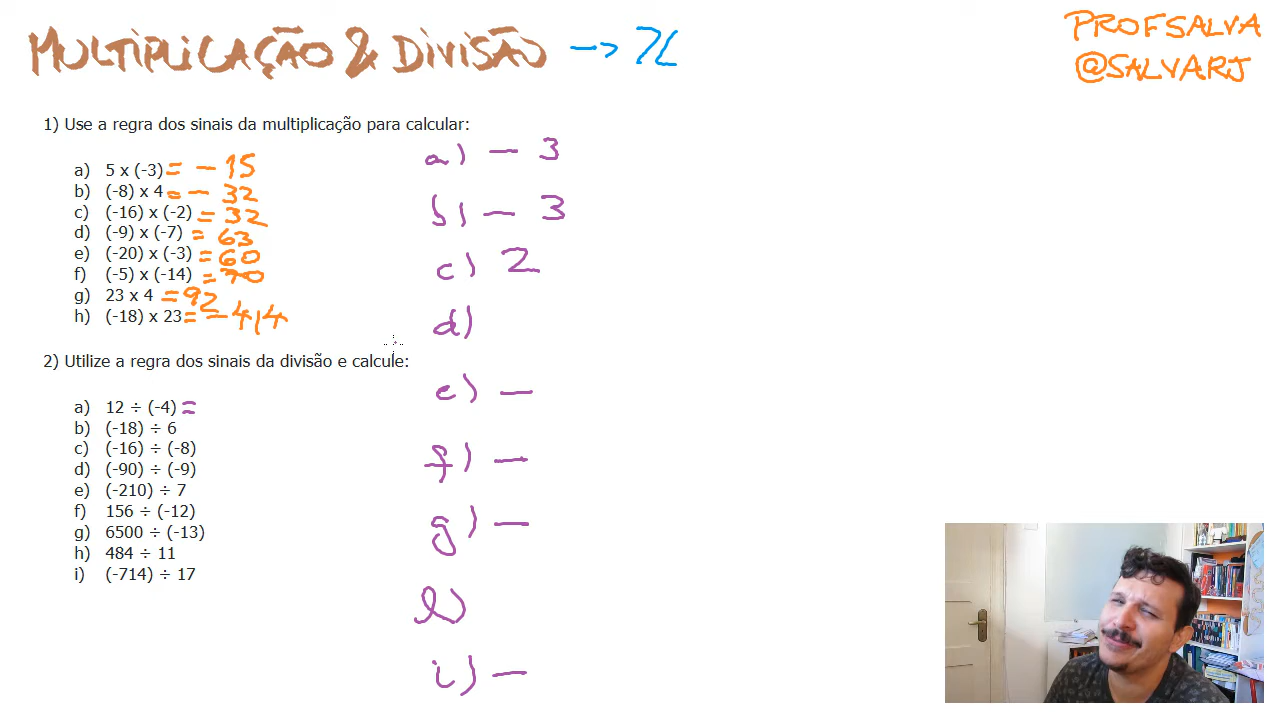 MULTIPLICAÇÃO & DIVISÃO → Z
PROFSALVA
@SALVARJ
1) Use a regra dos sinais da multiplicação para calcular:
a) 5 x (-3) = - 15
b) (-8) x 4 = - 32
c) (-16) x (-2) = 32
d) (-9) x (-7) = 63
e) (-20) x (-3) = 60
f) (-5) x (-14) = 70
g) 23 x 4 = 92
h) (-18) x 23 = - 414
2) Utilize a regra dos sinais da divisão e calcule:
a) 12 ÷ (-4) =
b) (-18) ÷ 6
c) (-16) ÷ (-8)
d) (-90) ÷ (-9)
e) (-210) ÷ 7
f) 156 ÷ (-12)
g) 6500 ÷ (-13)
h) 484 ÷ 11
i) (-714) ÷ 17
a) - 3
b) - 3
c) 2
d)
e) -
f) -
g) -
h)
i) -